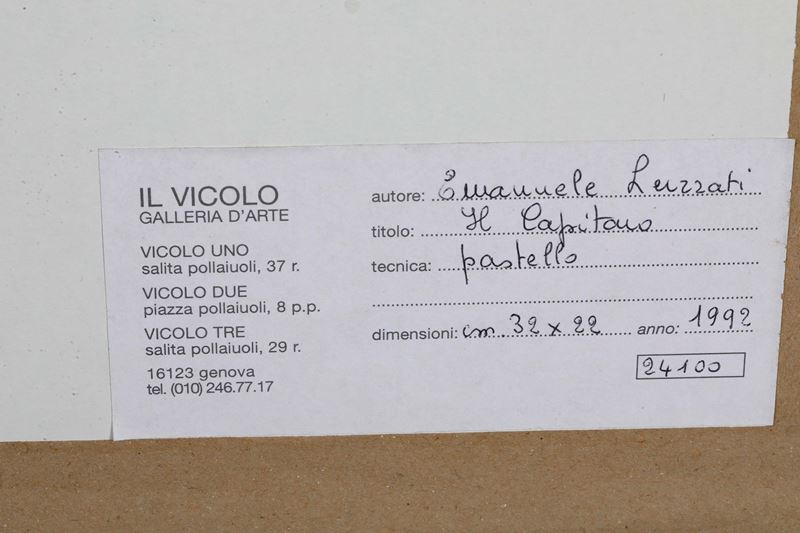 IL VICOLO
GALLERIA D'ARTE
VICOLO UNO
salita pollaiuoli, 37 r.
VICOLO DUE
piazza pollaiuoli, 8 p.p.
VICOLO TRE
salita pollaiuoli, 29 r.
16123 genova
tel. (010) 246.77.17
autore: Emanuele Luzzati
titolo: Il Capitano
tecnica: pastello
dimensioni: cm. 32 x 22 anno: 1992
24100